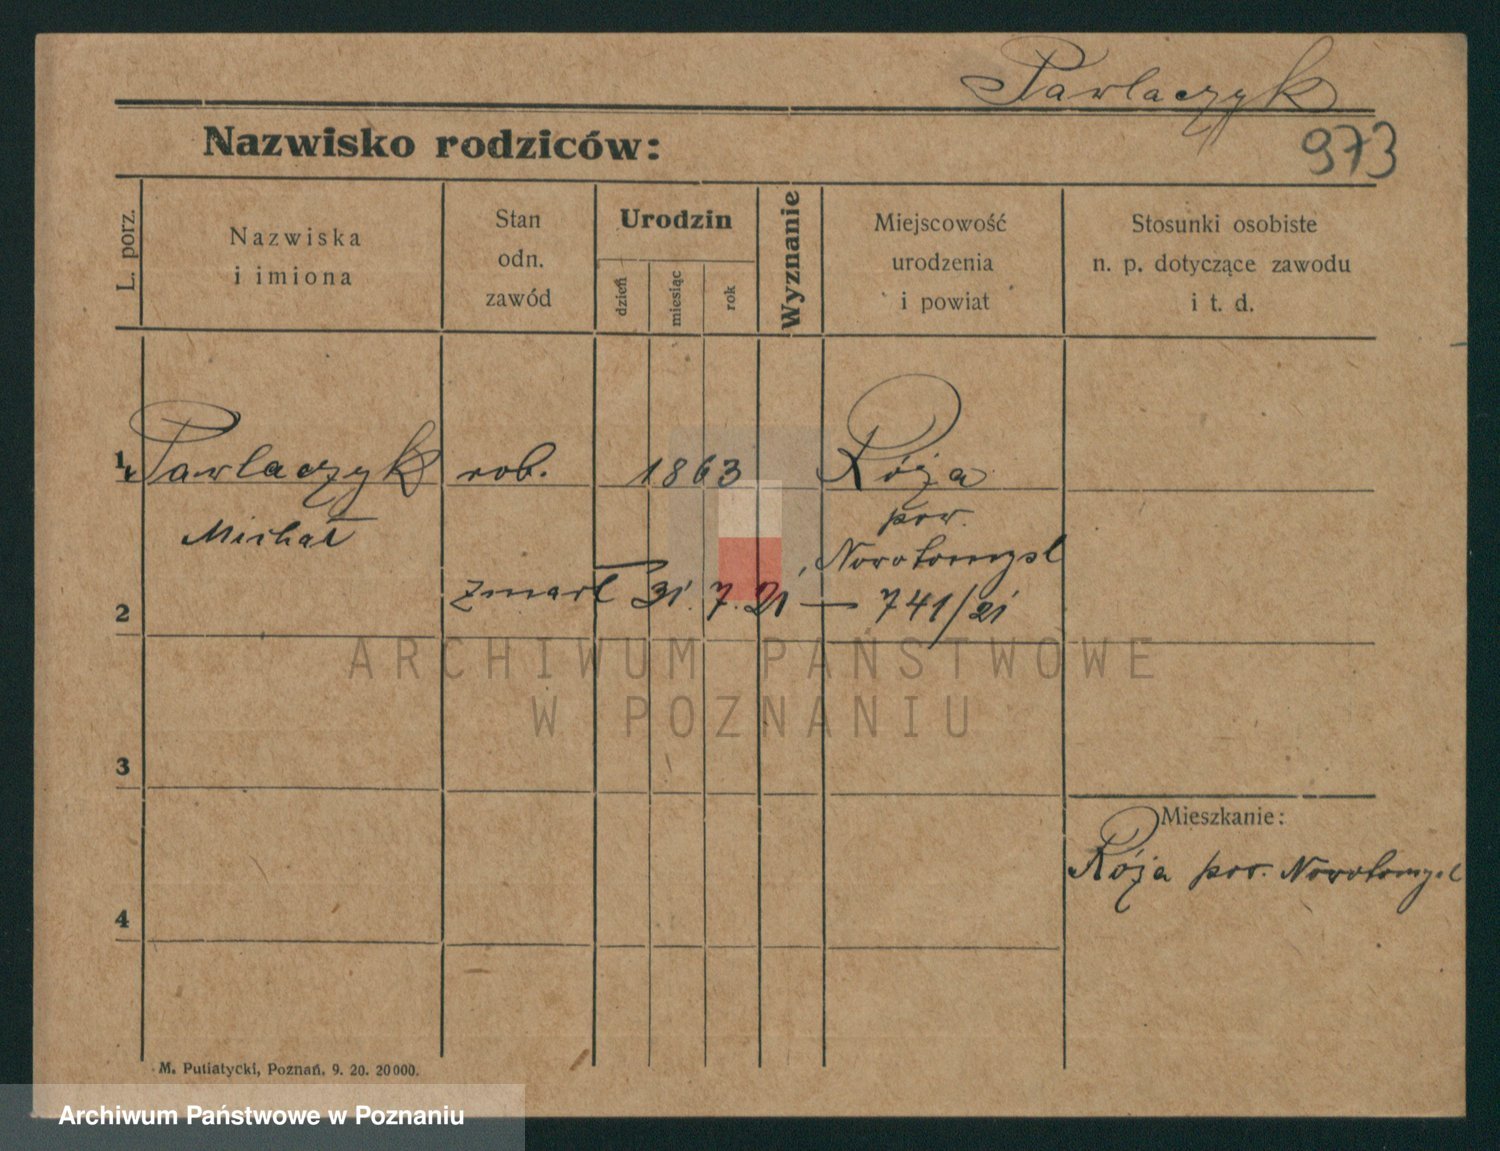 Pawlaczyk
Nazwisko rodziców:
973
L. porz.
Nazwiska
i imiona
Stan
odn.
zawód
Urodzin
dzień
miesiąc
rok
Wyznanie
Miejscowość
urodzenia
i powiat
Stosunki osobiste
n. p. dotyczące zawodu
i t. d.
1. Pawlaczyk rob. 1863 Róża
Michał pow.
Nowotomysl
2 zmarł 31. 7. 21 — 741/21
ARCHIWUM PAŃSTWOWE
W POZNANIU
3
Mieszkanie:
Róża pow. Nowotomysl
4
M. Putiatycki, Poznań. 9. 20. 20000.
Archiwum Państwowe w Poznaniu